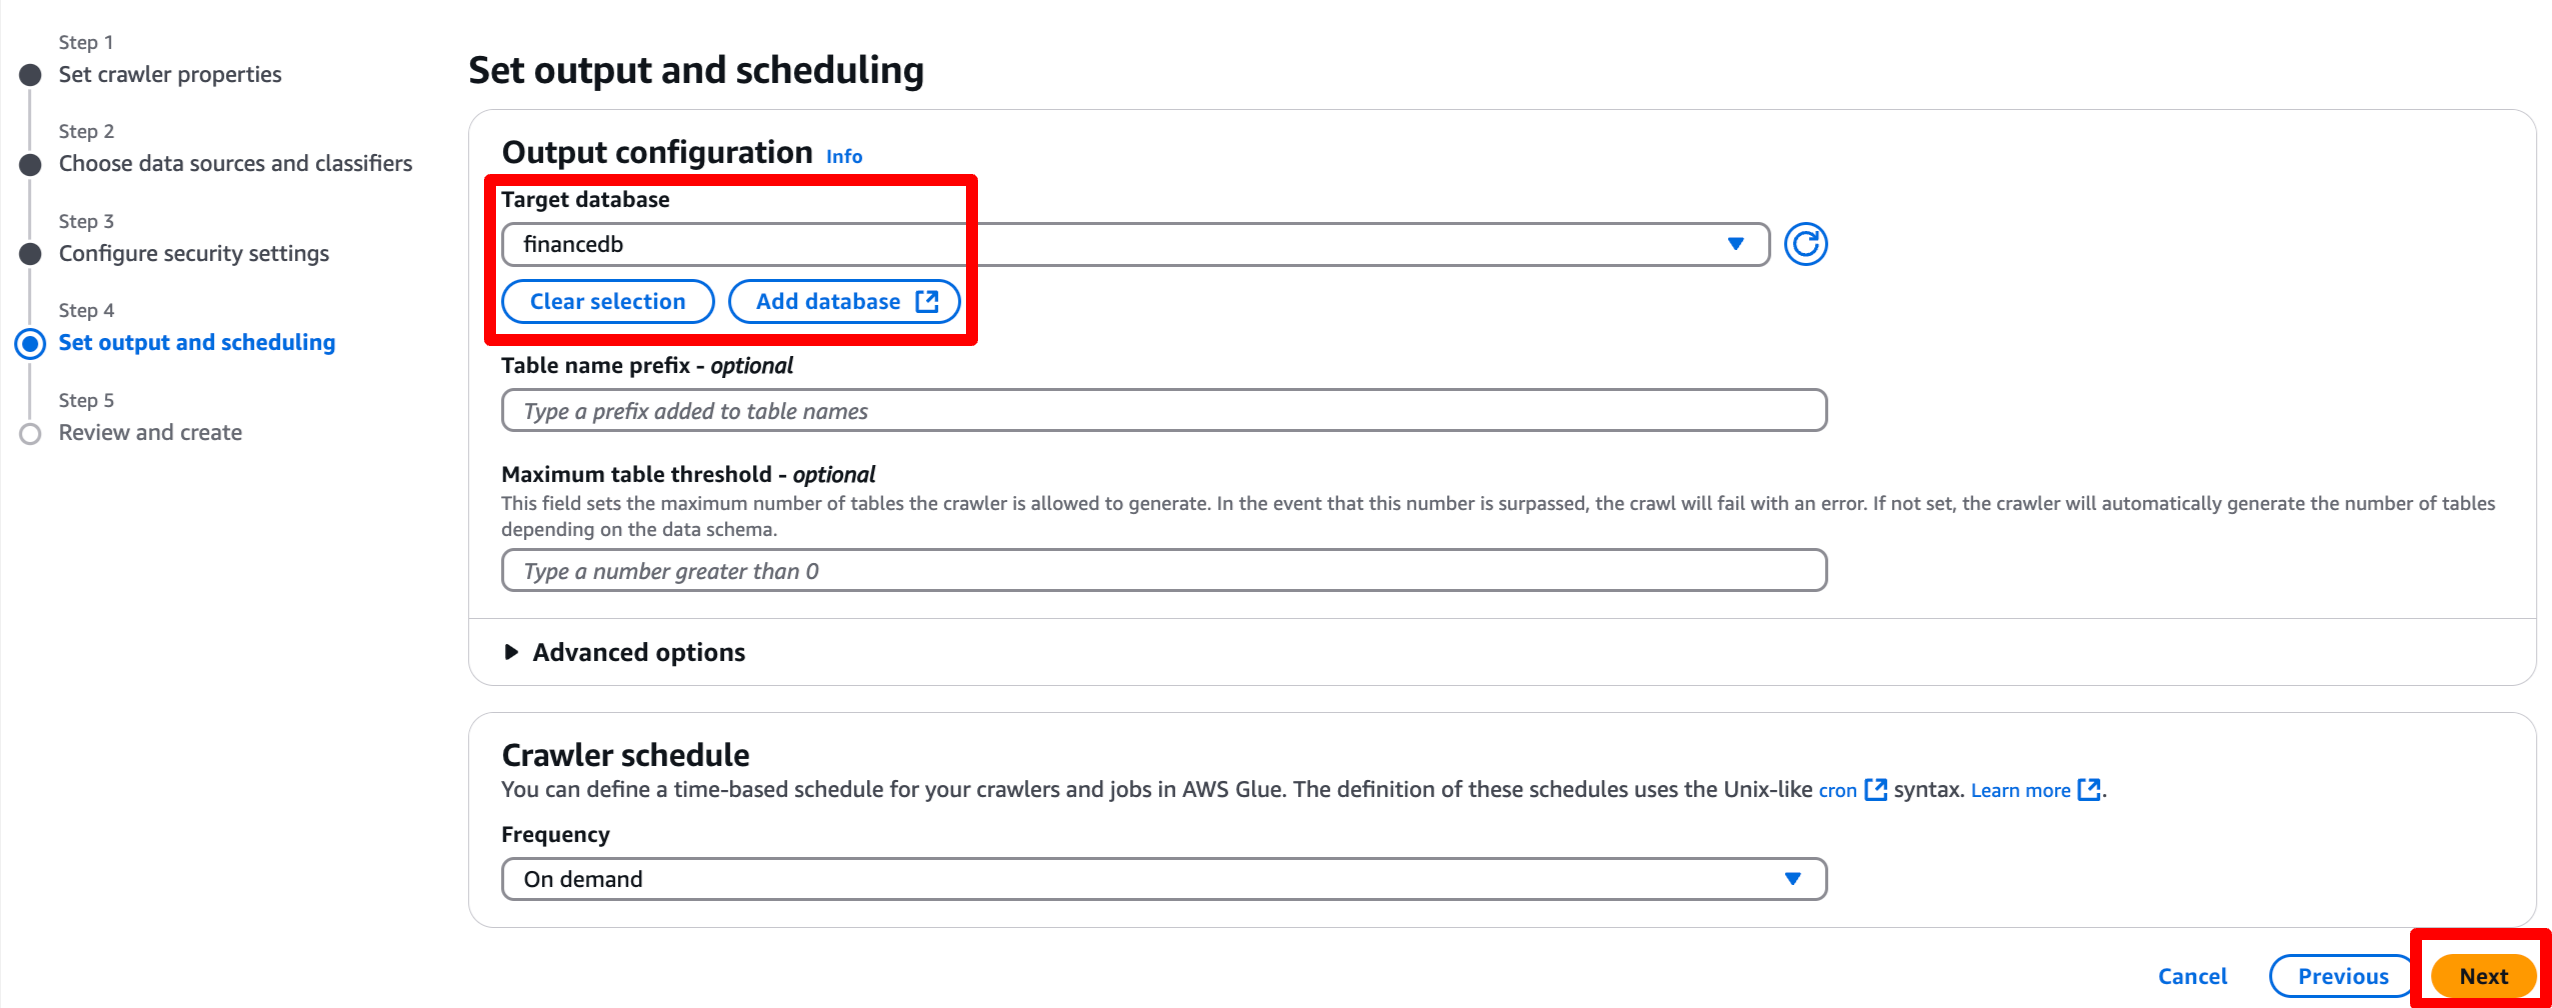 Step 1
Set crawler properties
Step 2
Choose data sources and classifiers
Step 3
Configure security settings
Step 4
Set output and scheduling
Step 5
Review and create
Set output and scheduling
Output configuration Info
Target database
financedb
Clear selection
Add database
Table name prefix - optional
Type a prefix added to table names
Maximum table threshold - optional
This field sets the maximum number of tables the crawler is allowed to generate. In the event that this number is surpassed, the crawl will fail with an error. If not set, the crawler will automatically generate the number of tables
depending on the data schema.
Type a number greater than 0
Advanced options
Crawler schedule
You can define a time-based schedule for your crawlers and jobs in AWS Glue. The definition of these schedules uses the Unix-like cron syntax. Learn more.
Frequency
On demand
Cancel
Previous
Next